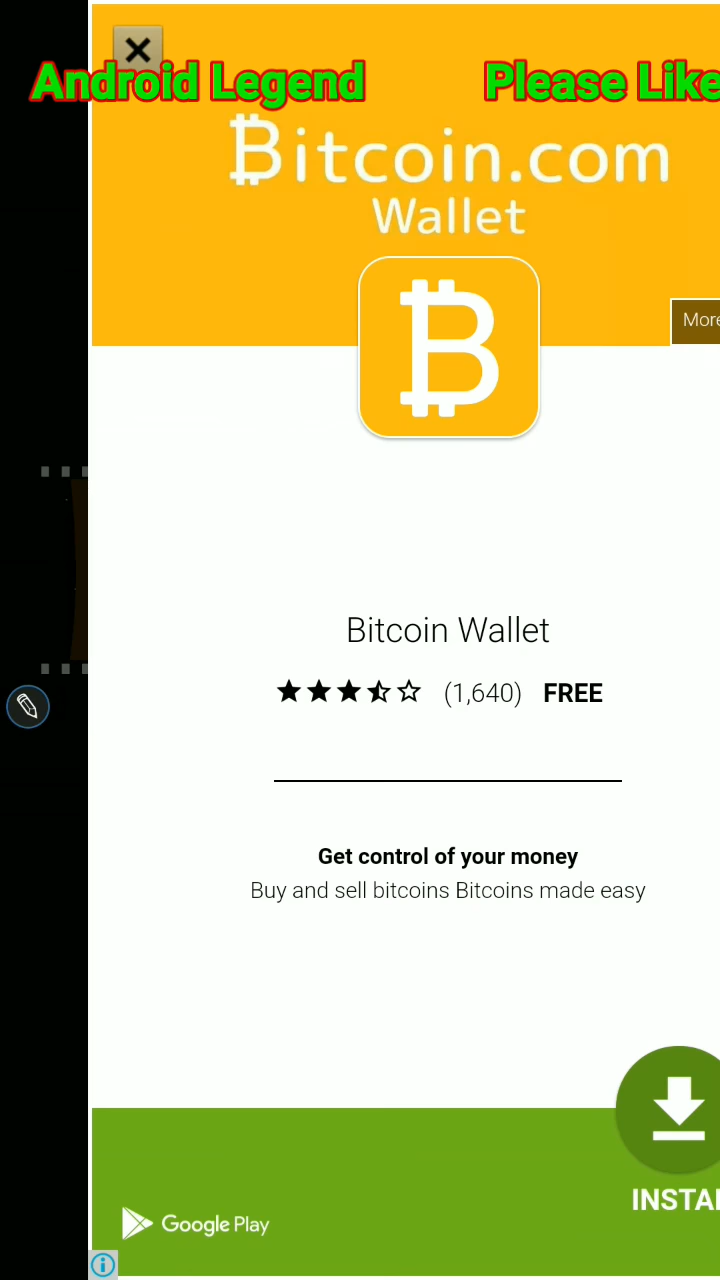 Android Legend Please Like
Bitcoin.com
Wallet
More
Bitcoin Wallet
(1,640) FREE
Get control of your money
Buy and sell bitcoins Bitcoins made easy
INSTAL
Google Play